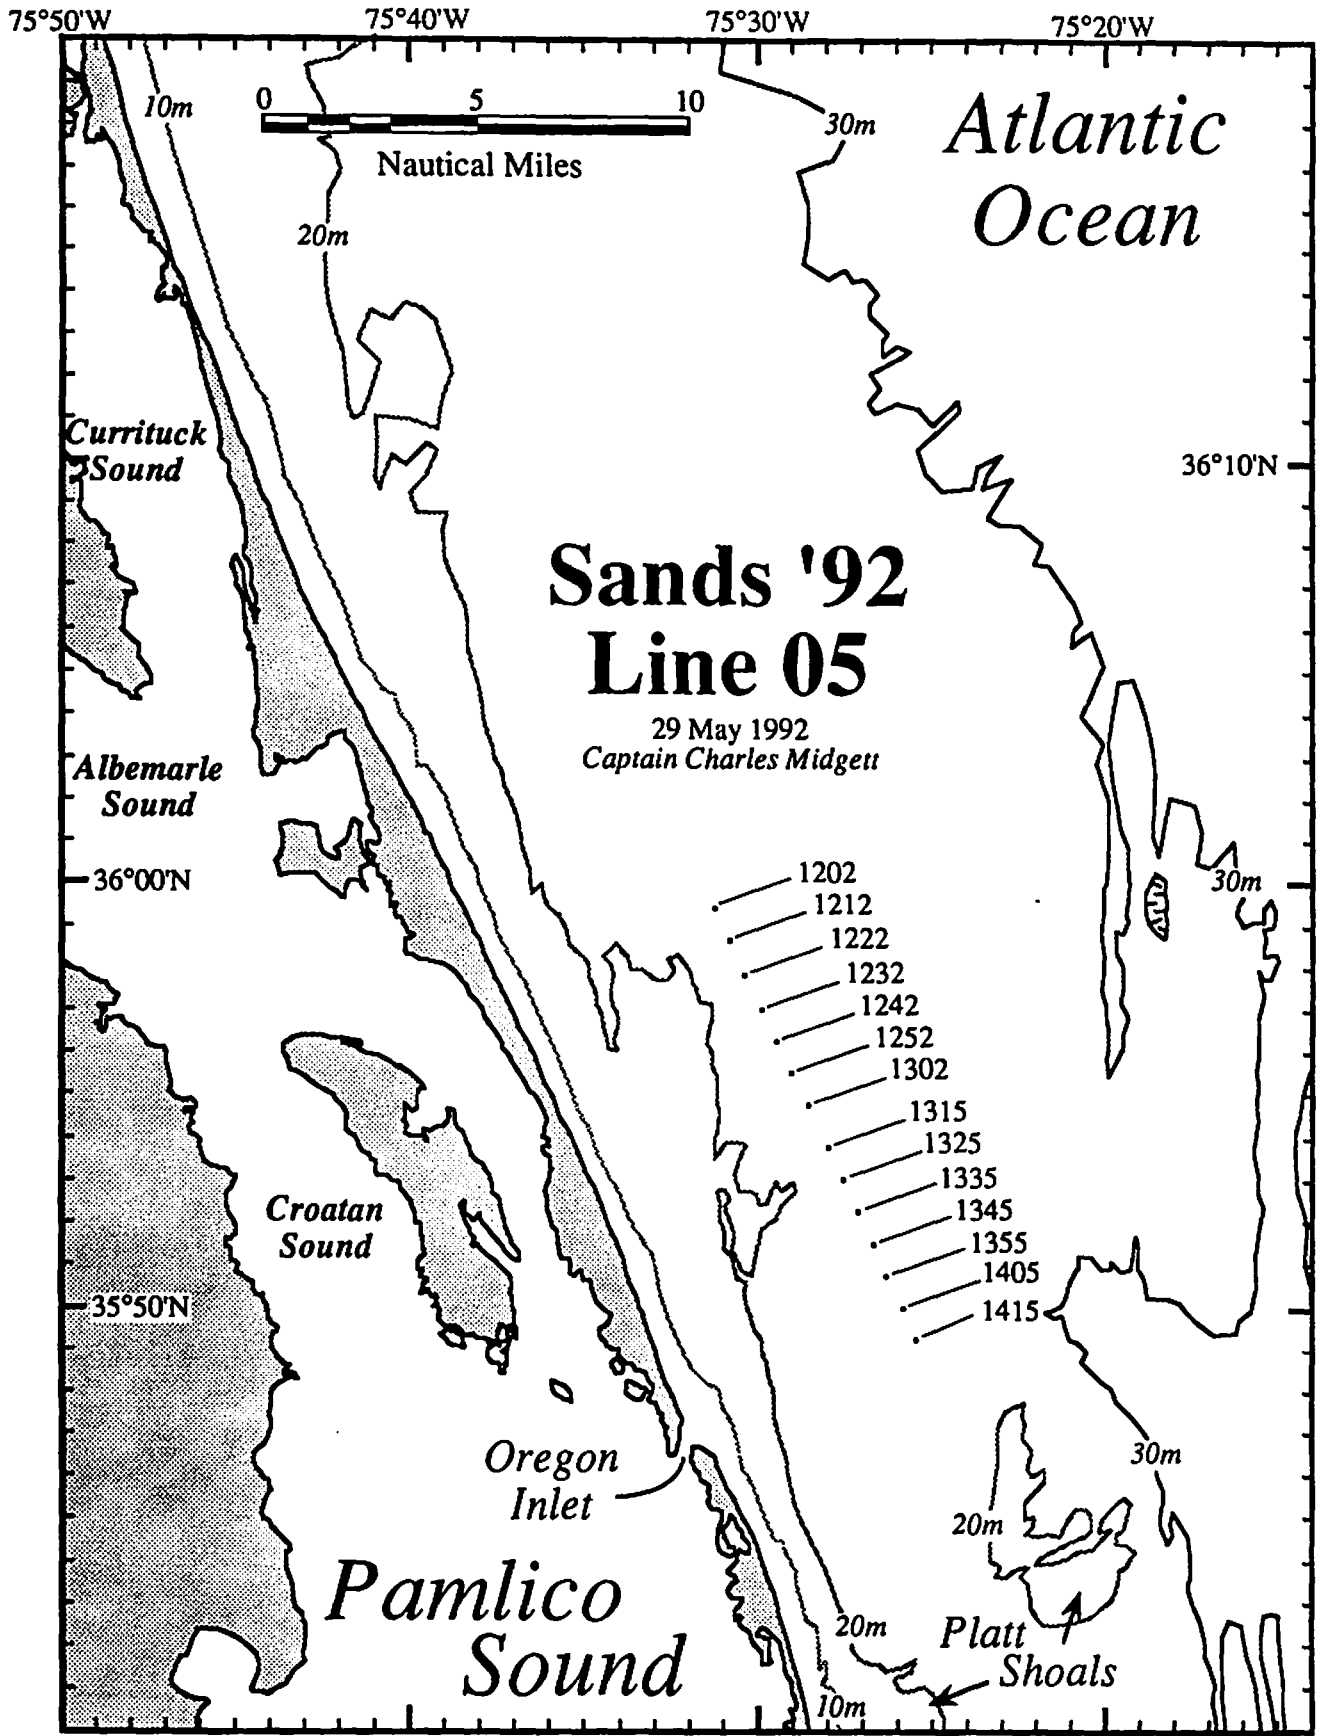 75°50'W 75°40'W 75°30'W 75°20'W
10m
0 5 10
Nautical Miles
30m
Atlantic
Ocean
20m
Currituck
Sound
36°10'N
Sands '92
Line 05
29 May 1992
Captain Charles Midgett
Albemarle
Sound
36°00'N
30m
1202
1212
1222
1232
1242
1252
1302
1315
1325
1335
1345
1355
1405
1415
Croatan
Sound
35°50'N
Oregon
Inlet
30m
20m
Pamlico
Sound
20m
Platt
Shoals
10m